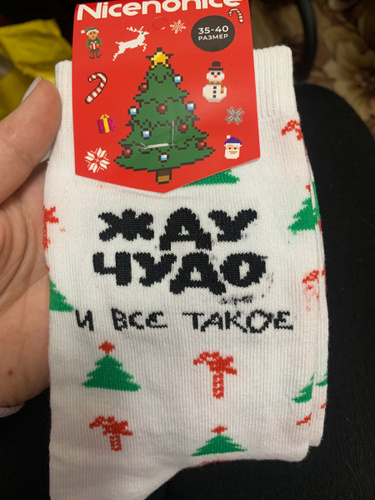 Nicenonice
35-40
РАЗМЕР
ЖДУ
ЧУДО
И ВСЕ ТАКОЕ